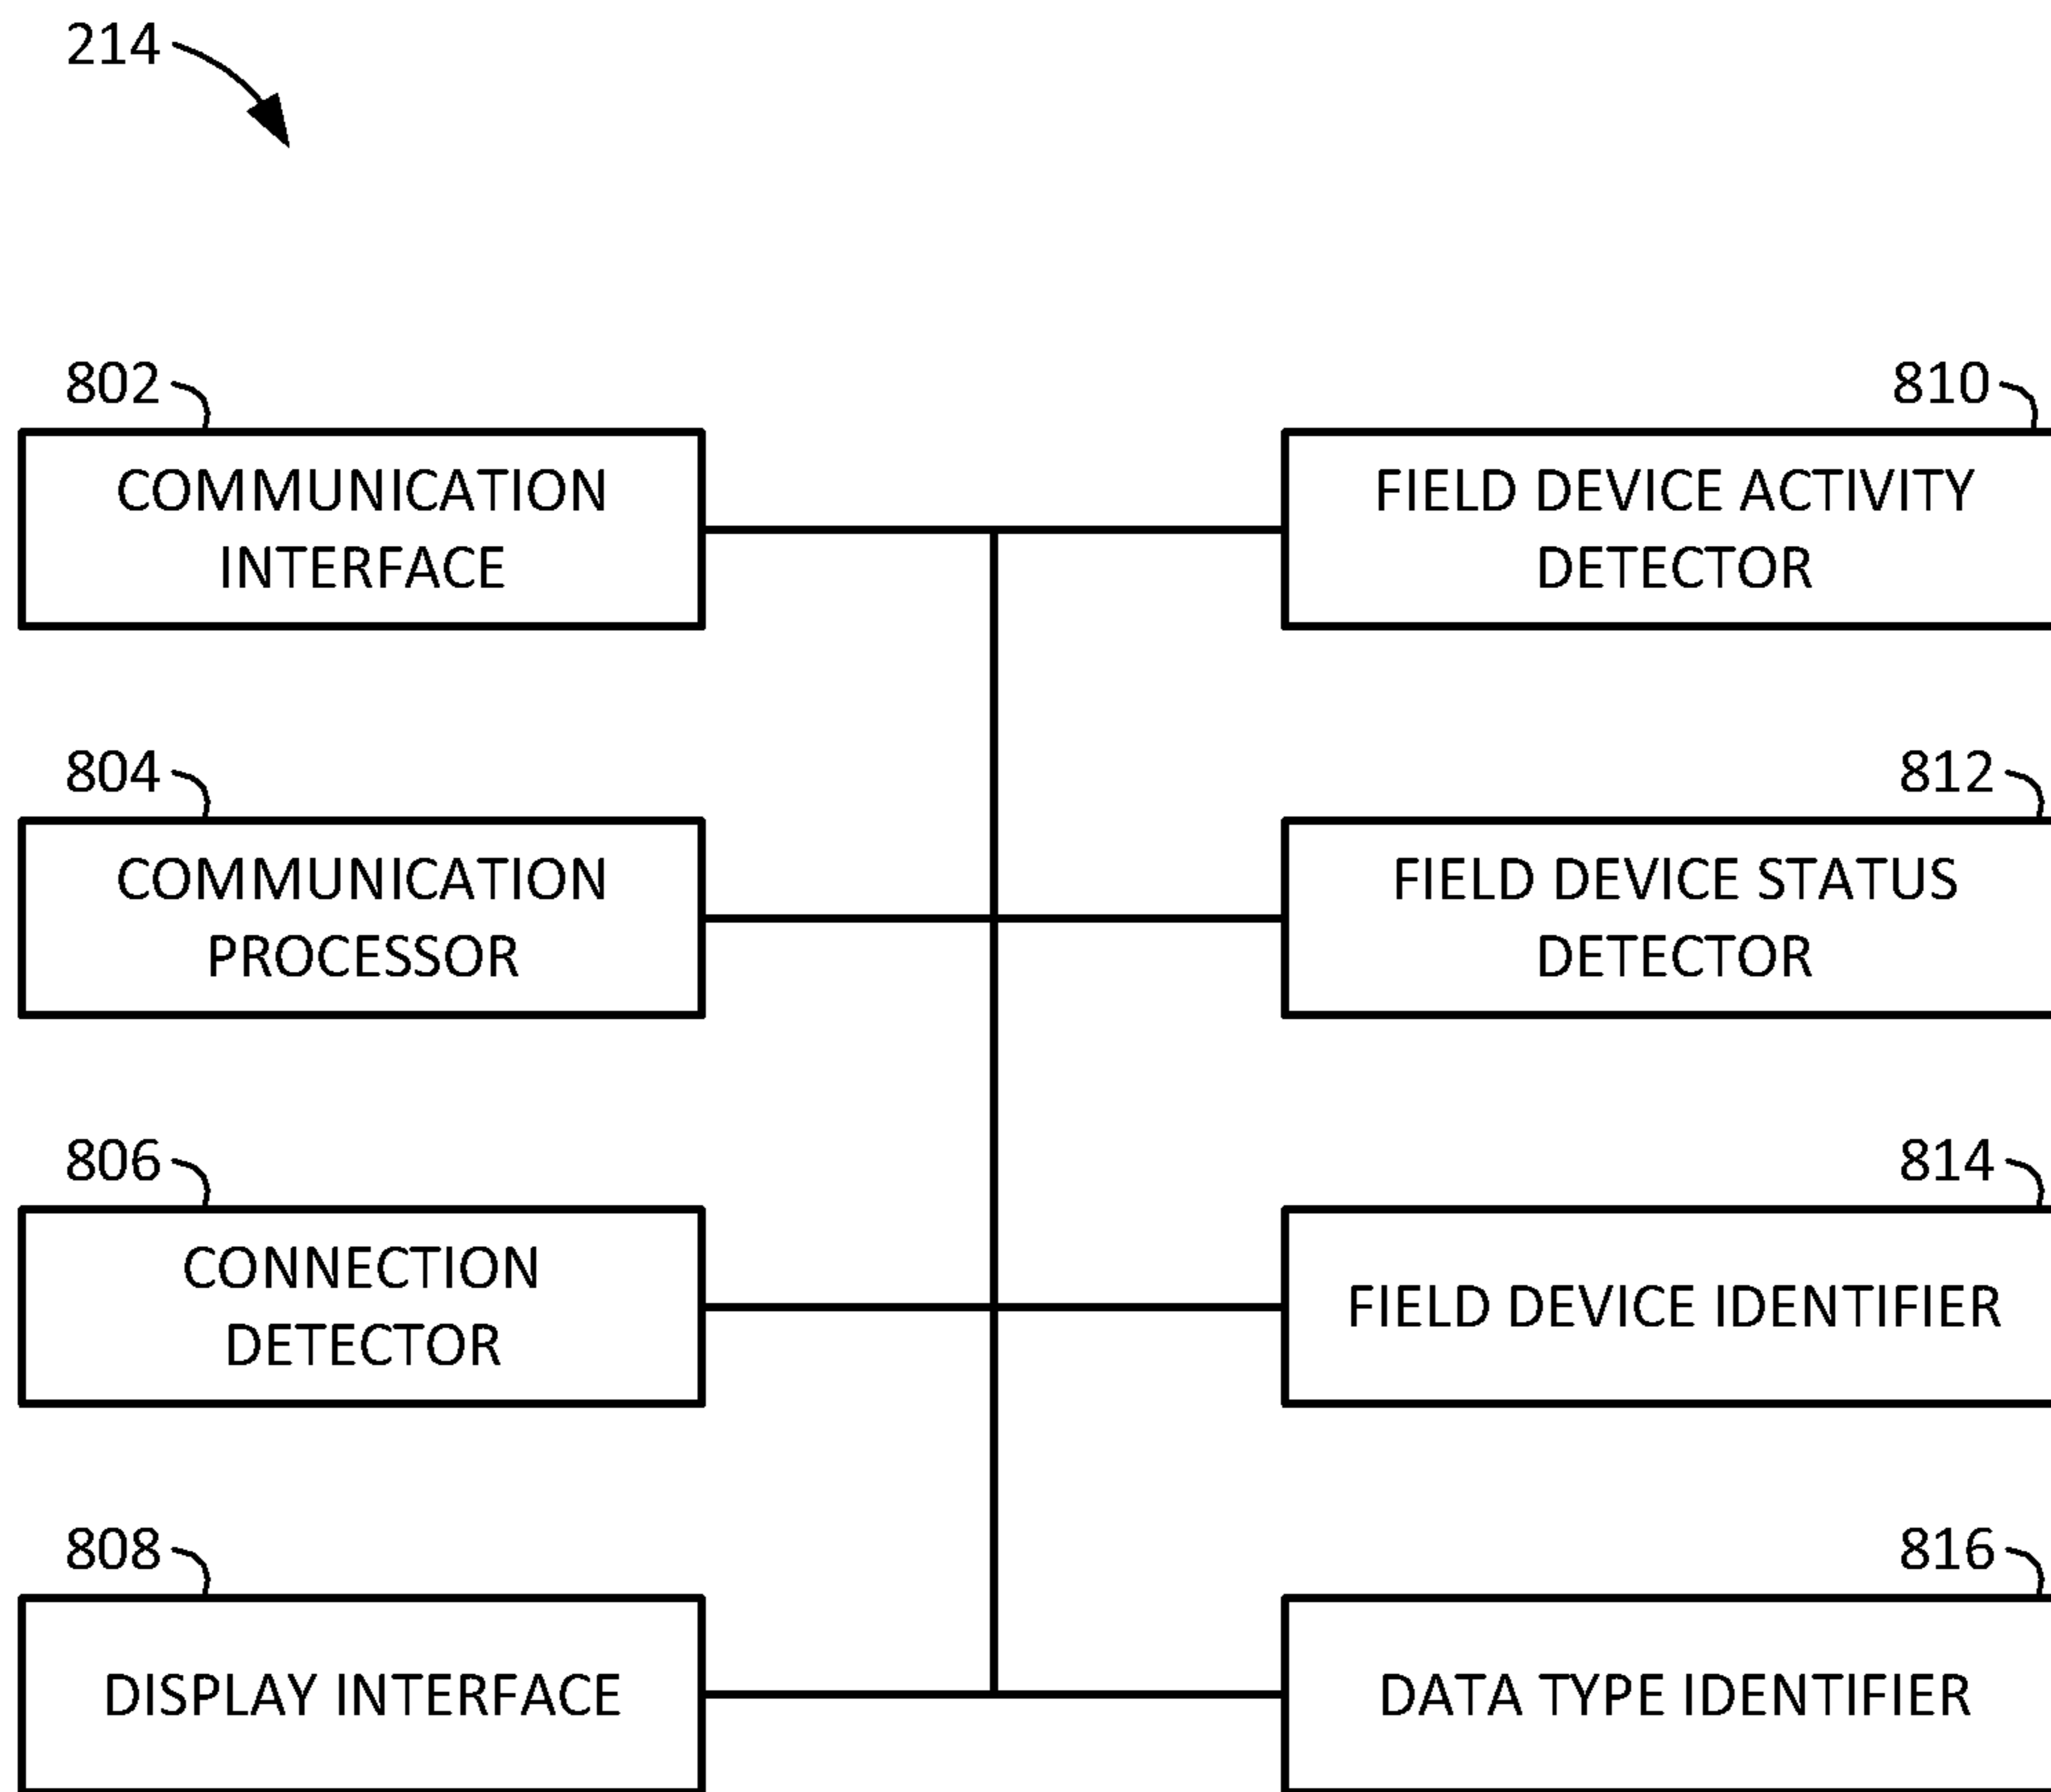 214
802
COMMUNICATION
INTERFACE
810
FIELD DEVICE ACTIVITY
DETECTOR
804
COMMUNICATION
PROCESSOR
812
FIELD DEVICE STATUS
DETECTOR
806
CONNECTION
DETECTOR
814
FIELD DEVICE IDENTIFIER
808
DISPLAY INTERFACE
816
DATA TYPE IDENTIFIER